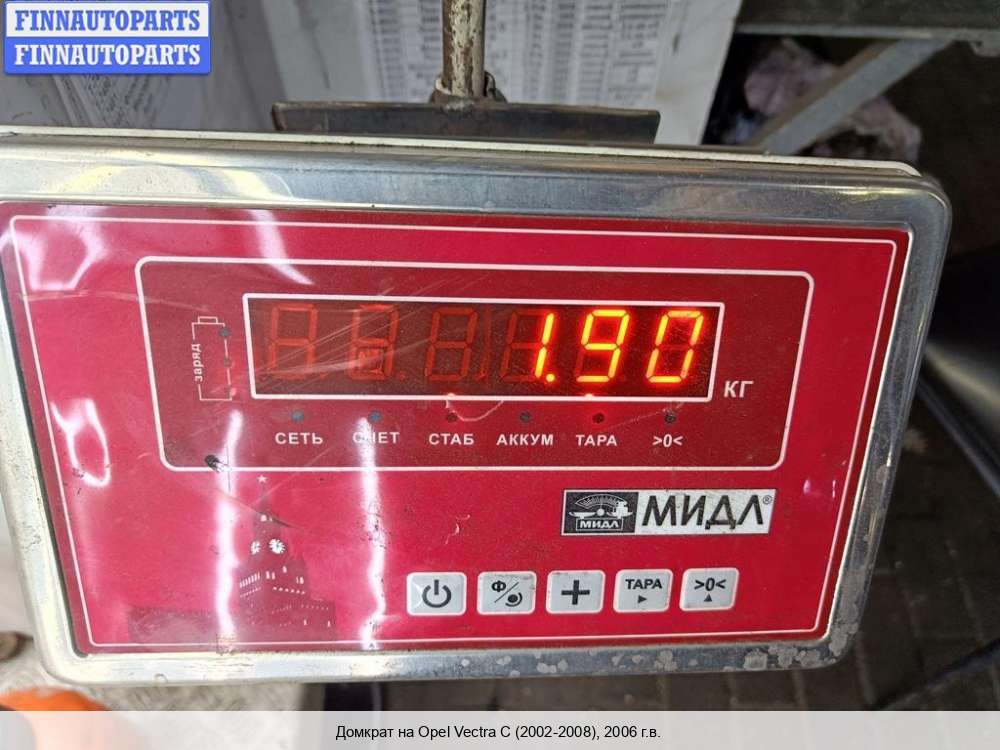 FINNAUTOPARTS
FINNAUTOPARTS
заряд
1.90
КГ
СЕТЬ СЧЕТ СТАБ АККУМ ТАРА >0<
МИДЛ МИДЛ®
Ф ТАРА >0<
Домкрат на Opel Vectra C (2002-2008), 2006 г.в.